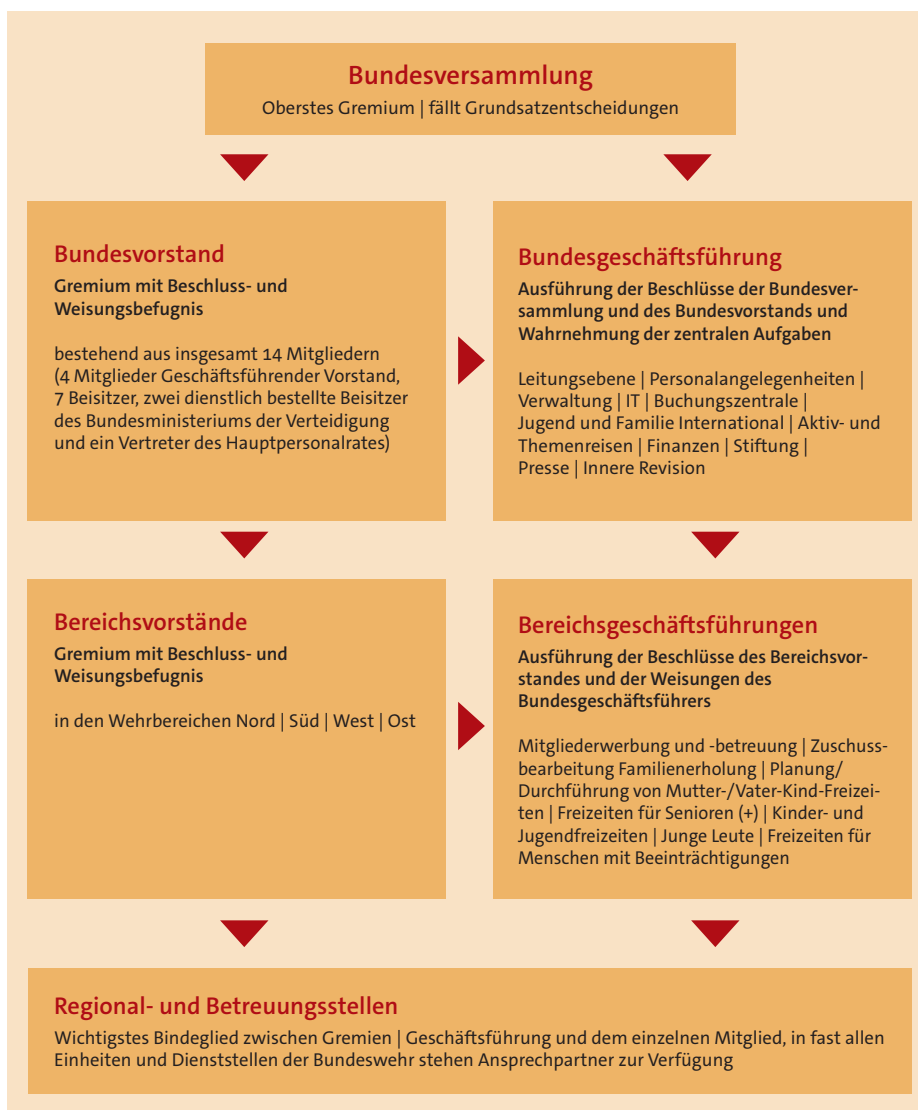 Bundesversammlung
Oberstes Gremium | fällt Grundsatzentscheidungen
Bundesvorstand
Gremium mit Beschluss- und
Weisungsbefugnis
bestehend aus insgesamt 14 Mitgliedern
(4 Mitglieder Geschäftsführender Vorstand,
7 Beisitzer, zwei dienstlich bestellte Beisitzer
des Bundesministeriums der Verteidigung
und ein Vertreter des Hauptpersonalrates)
Bundesgeschäftsführung
Ausführung der Beschlüsse der Bundesver-
sammlung und des Bundesvorstands und
Wahrnehmung der zentralen Aufgaben
Leitungsebene | Personalangelegenheiten |
Verwaltung | IT | Buchungszentrale |
Jugend und Familie International | Aktiv- und
Themenreisen | Finanzen | Stiftung |
Presse | Innere Revision
Bereichsvorstände
Gremium mit Beschluss- und
Weisungsbefugnis
in den Wehrbereichen Nord | Süd | West | Ost
Bereichsgeschäftsführungen
Ausführung der Beschlüsse des Bereichsvor-
standes und der Weisungen des
Bundesgeschäftsführers
Mitgliederwerbung und -betreuung | Zuschuss-
bearbeitung Familienerholung | Planung/
Durchführung von Mutter-/Vater-Kind-Freizei-
ten | Freizeiten für Senioren (+) | Kinder- und
Jugendfreizeiten | Junge Leute | Freizeiten für
Menschen mit Beeinträchtigungen
Regional- und Betreuungsstellen
Wichtigstes Bindeglied zwischen Gremien | Geschäftsführung und dem einzelnen Mitglied, in fast allen
Einheiten und Dienststellen der Bundeswehr stehen Ansprechpartner zur Verfügung